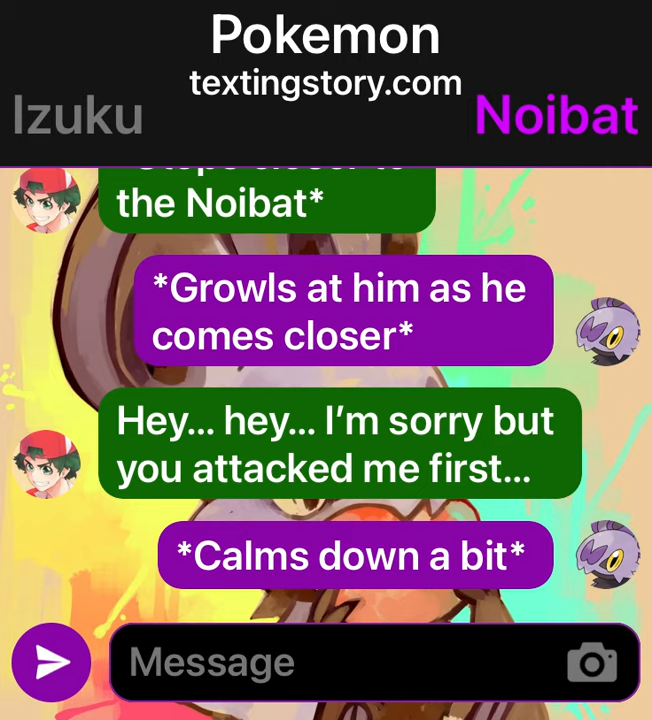 Pokemon
textingstory.com
Izuku
Noibat
the Noibat*
*Growls at him as he
comes closer*
Hey... hey... I'm sorry but
you attacked me first...
*Calms down a bit*
Message